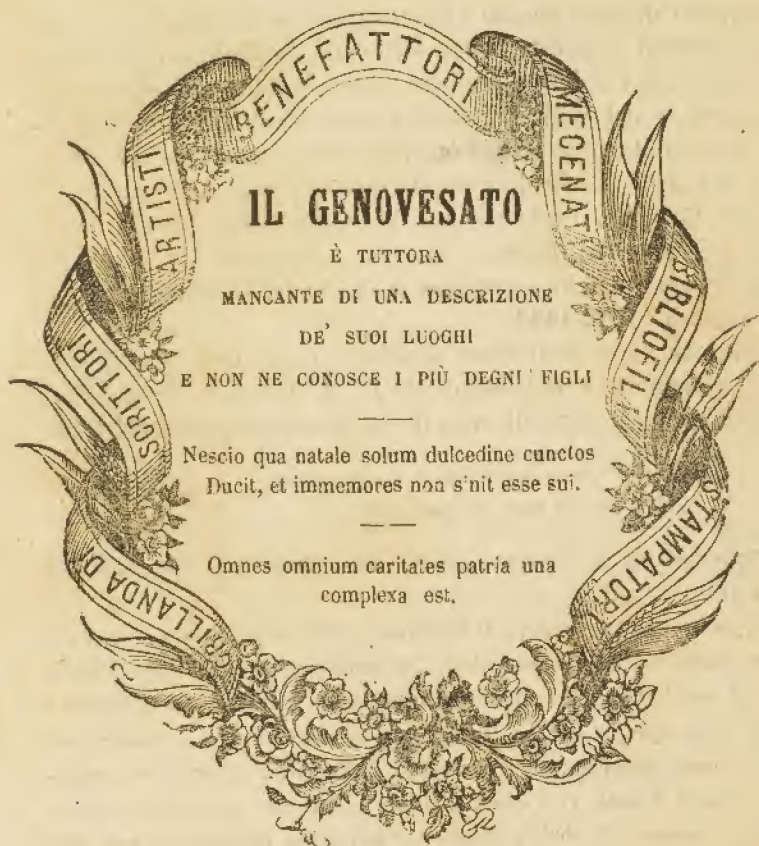 GRILLANDA DI
SCRITTORI
ARTISTI
BENEFATTORI
MECENATI
BIBLIOFILI
STAMPATORI
IL GENOVESATO
È TUTTORA
MANCANTE DI UNA DESCRIZIONE
DE' SUOI LUOGHI
E NON NE CONOSCE I PIÙ DEGNI FIGLI
Nescio qua natale solum dulcedine cunctos
Ducit, et immemores non s'nit esse sui.
Omnes omnium caritates patria una
complexa est.